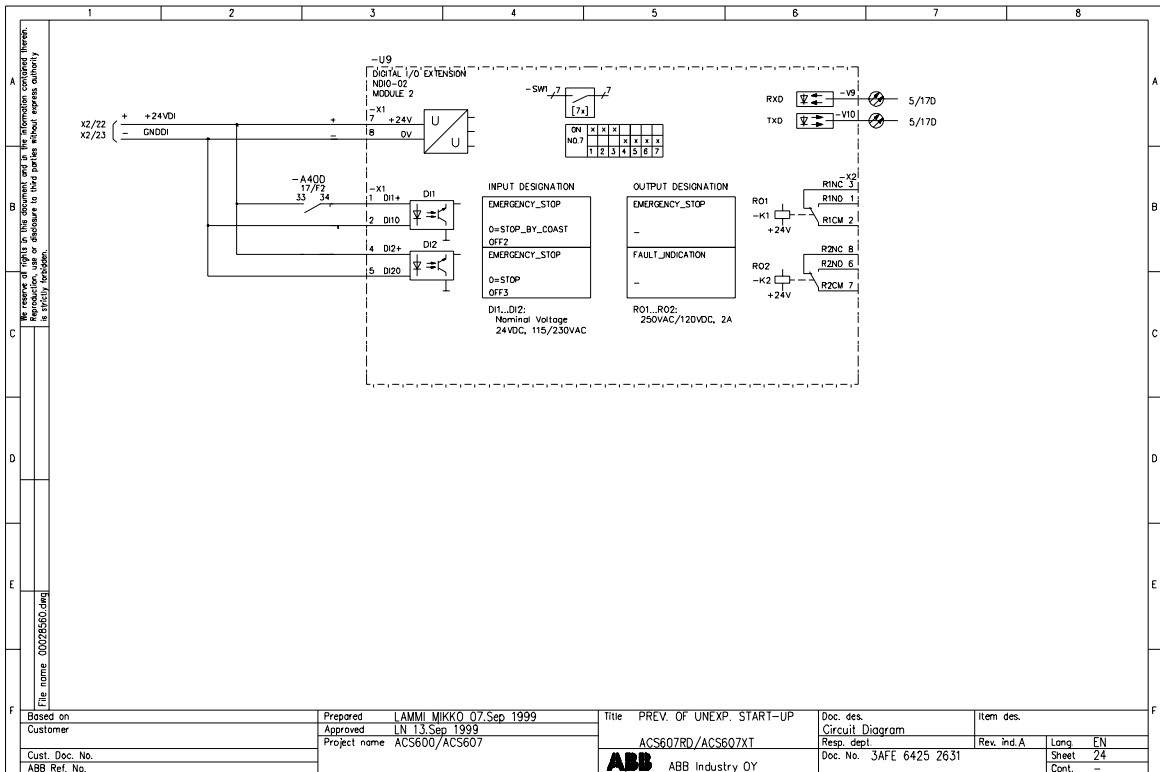 1 2 3 4 5 6 7 8
A
B
C
D
E
F
A
B
C
D
E
F
We reserve all rights in this document and in the information contained therein.
Reproduction, use or disclosure to third parties without express authority
is strictly forbidden.
File name 00028560.dwg
X2/22 + +24VDI
X2/23 - GNDDI
+
-
-U9
DIGITAL I/O EXTENSION
NDIO-02
MODULE 2
-X1
7 +24V
8 0V
U
U
-SW1 7 7
[7x]
ON x x x
NO.7 x x x x
1 2 3 4 5 6 7
RXD -V9 5/17D
TXD -V10 5/17D
-A40D
17/F2
33 34
-X1
1 DI1+ DI1
2 DI10
4 DI2+ DI2
5 DI20
INPUT DESIGNATION
EMERGENCY_STOP
0=STOP_BY_COAST
OFF2
EMERGENCY_STOP
0=STOP
OFF3
DI1...DI2:
Nominal Voltage
24VDC, 115/230VAC
OUTPUT DESIGNATION
EMERGENCY_STOP
-
FAULT_INDICATION
-
RO1...RO2:
250VAC/120VDC, 2A
-X2
R1NC 3
RO1 R1NO 1
-K1
R1CM 2
+24V
R2NC 8
RO2 R2NO 6
-K2
R2CM 7
+24V
Based on
Customer
Cust. Doc. No.
ABB Ref. No.
Prepared LAMMI MIKKO 07.Sep 1999
Approved LN 13.Sep 1999
Project name ACS600/ACS607
Title PREV. OF UNEXP. START-UP
ACS607RD/ACS607XT
ABB ABB Industry OY
Doc. des.
Circuit Diagram
Resp. dept.
Doc. No. 3AFE 6425 2631
Item des.
Rev. ind. A
Lang. EN
Sheet 24
Cont. -